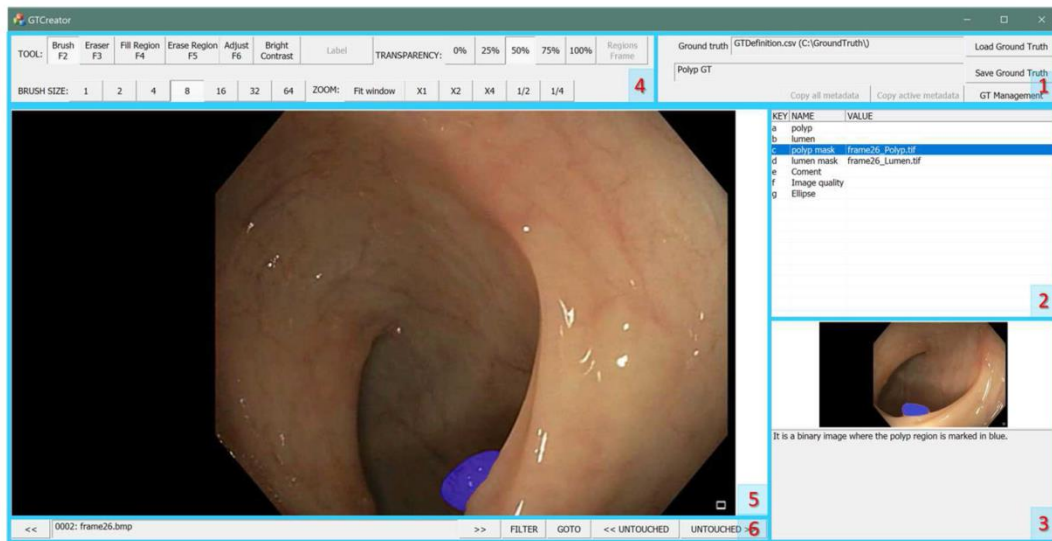 GTCreator
TOOL: Brush F2 Eraser F3 Fill Region F4 Erase Region F5 Adjust F6 Bright Contrast Label TRANSPARENCY: 0% 25% 50% 75% 100% Regions Frame
BRUSH SIZE: 1 2 4 8 16 32 64 ZOOM: Fit window X1 X2 X4 1/2 1/4
4
Ground truth GTDefinition.csv (C:\GroundTruth\) Load Ground Truth
Polyp GT Save Ground Truth
Copy all metadata Copy active metadata GT Management
1
KEY NAME VALUE
a polyp
b lumen
c polyp mask frame26_Polyp.tif
d lumen mask frame26_Lumen.tif
e Coment
f Image quality
g Ellipse
2
It is a binary image where the polyp region is marked in blue.
3
5
<< 0002: frame26.bmp >> FILTER GOTO << UNTOUCHED UNTOUCHED >>
6